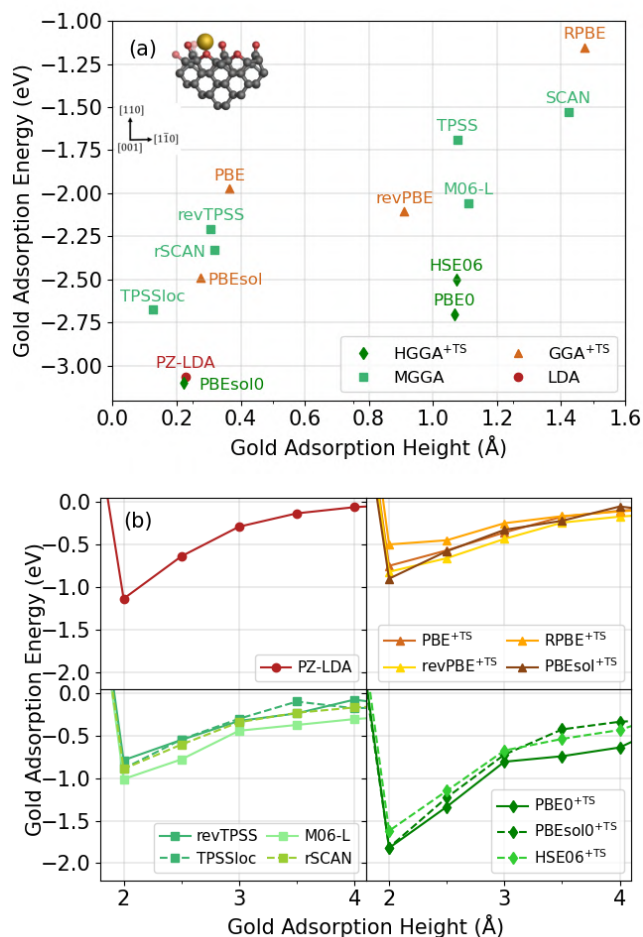 (a)
[110]
[001]
[11̄0]
RPBE
SCAN
TPSS
PBE
M06-L
revPBE
revTPSS
rSCAN
PBEsol
HSE06
TPSSloc
PBE0
PZ-LDA
PBEsol0
HGGA+TS GGA+TS
MGGA LDA
Gold Adsorption Energy (eV)
−1.00
−1.25
−1.50
−1.75
−2.00
−2.25
−2.50
−2.75
−3.00
0.0 0.2 0.4 0.6 0.8 1.0 1.2 1.4 1.6
Gold Adsorption Height (Å)
(b)
Gold Adsorption Energy (eV)
0.0
−0.5
−1.0
−1.5
−2.0
PZ-LDA
PBE+TS RPBE+TS
revPBE+TS PBEsol+TS
0.0
−0.5
−1.0
−1.5
−2.0
revTPSS M06-L
TPSSloc rSCAN
PBE0+TS
PBEsol0+TS
HSE06+TS
2 3 4 2 3 4
Gold Adsorption Height (Å)